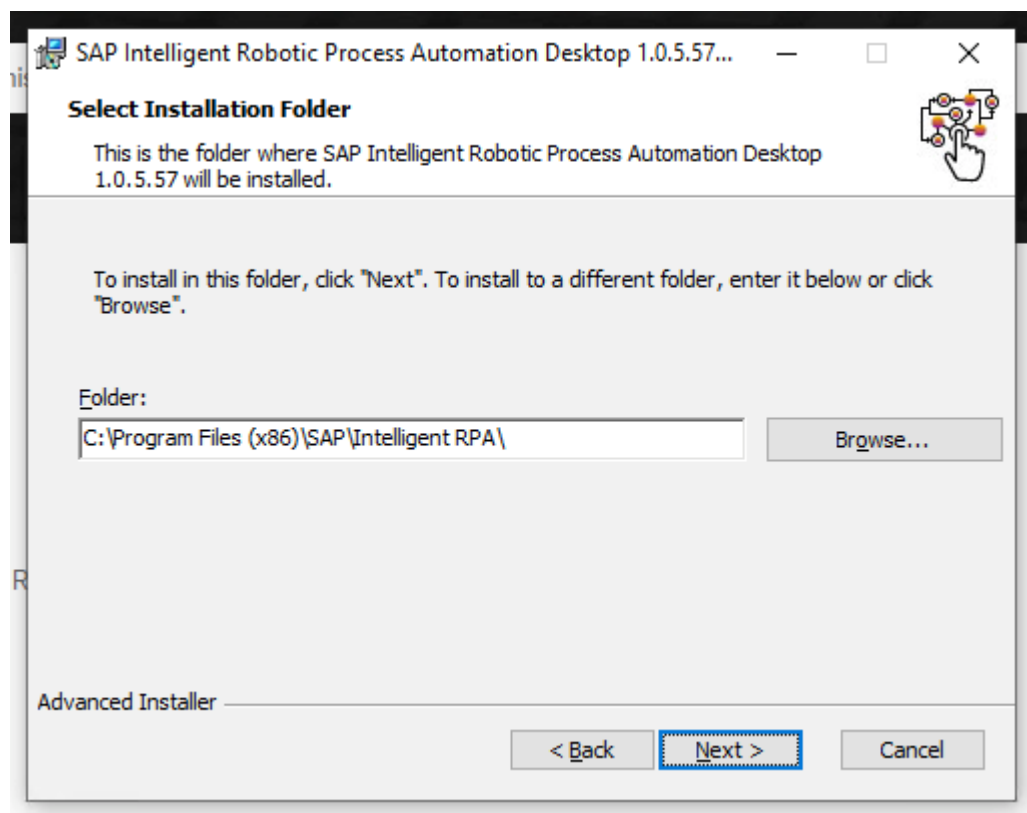 SAP Intelligent Robotic Process Automation Desktop 1.0.5.57...
Select Installation Folder
This is the folder where SAP Intelligent Robotic Process Automation Desktop
1.0.5.57 will be installed.
To install in this folder, click "Next". To install to a different folder, enter it below or click
"Browse".
Folder:
C:\Program Files (x86)\SAP\Intelligent RPA\
Browse...
R
Advanced Installer
< Back
Next >
Cancel